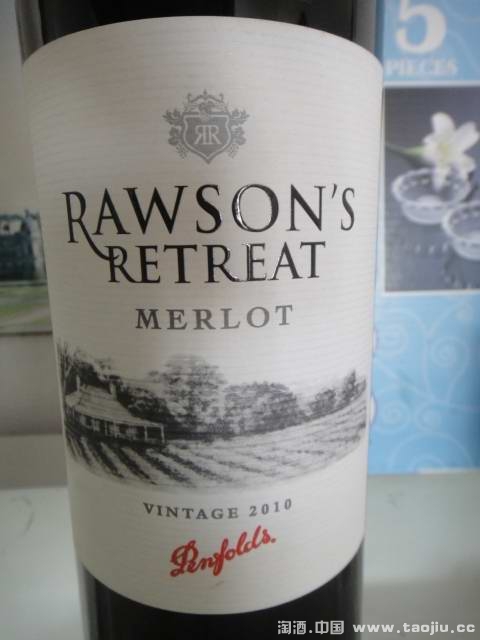 5
PIECES
RR
RAWSON'S
RETREAT
MERLOT
VINTAGE 2010
Penfolds.
淘酒.中国 www.taojiu.cc